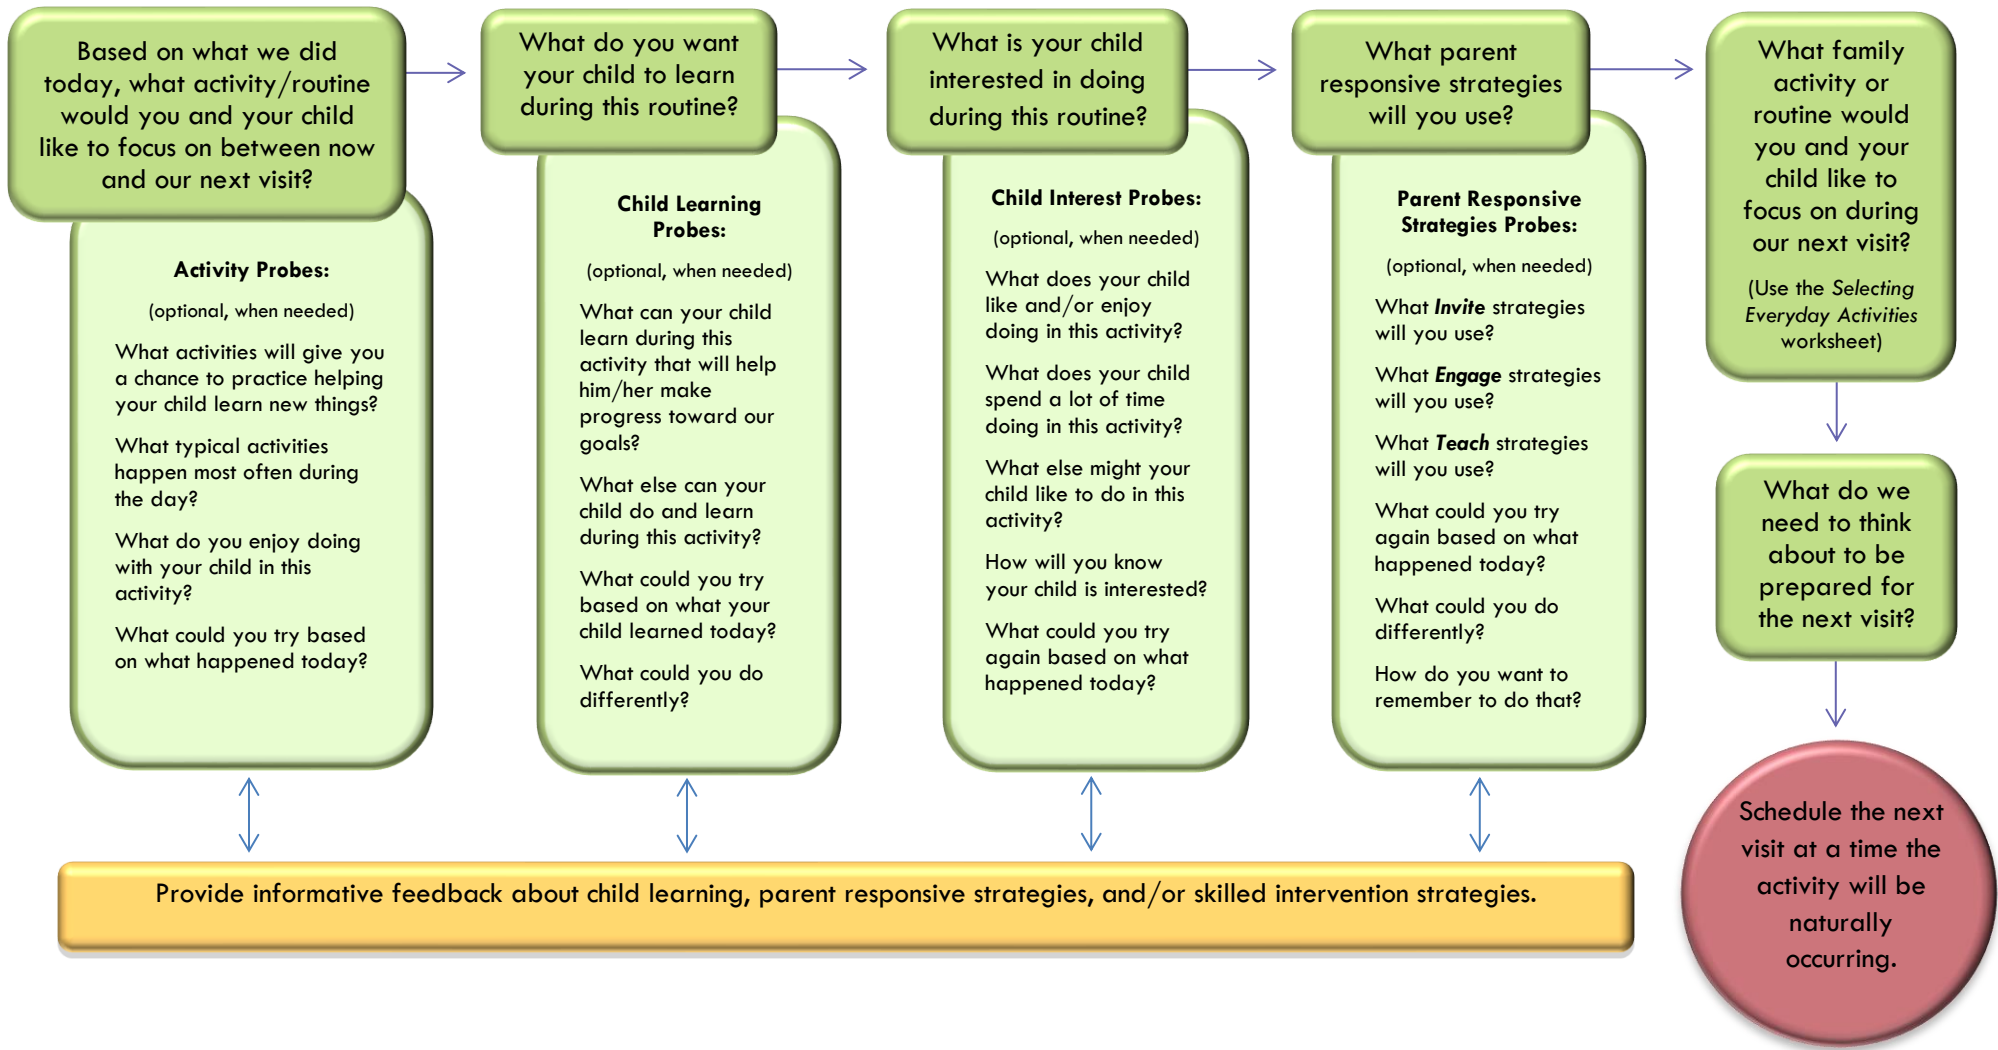 Based on what we did
today, what activity/routine
would you and your child
like to focus on between now
and our next visit?
Activity Probes:
(optional, when needed)
What activities will give you
a chance to practice helping
your child learn new things?
What typical activities
happen most often during
the day?
What do you enjoy doing
with your child in this
activity?
What could you try based
on what happened today?
What do you want
your child to learn
during this routine?
Child Learning
Probes:
(optional, when needed)
What can your child
learn during this
activity that will help
him/her make
progress toward our
goals?
What else can your
child do and learn
during this activity?
What could you try
based on what your
child learned today?
What could you do
differently?
What is your child
interested in doing
during this routine?
Child Interest Probes:
(optional, when needed)
What does your child
like and/or enjoy
doing in this activity?
What does your child
spend a lot of time
doing in this activity?
What else might your
child like to do in this
activity?
How will you know
your child is interested?
What could you try
again based on what
happened today?
What parent
responsive strategies
will you use?
Parent Responsive
Strategies Probes:
(optional, when needed)
What Invite strategies
will you use?
What Engage strategies
will you use?
What Teach strategies
will you use?
What could you try
again based on what
happened today?
What could you do
differently?
How do you want to
remember to do that?
What family
activity or
routine would
you and your
child like to
focus on during
our next visit?
(Use the Selecting
Everyday Activities
worksheet)
What do we
need to think
about to be
prepared for
the next visit?
Schedule the next
visit at a time the
activity will be
naturally
occurring.
Provide informative feedback about child learning, parent responsive strategies, and/or skilled intervention strategies.